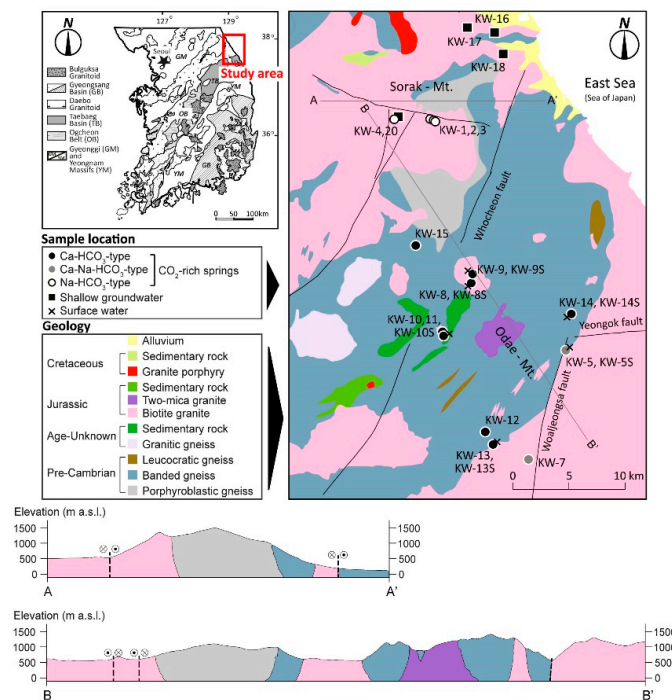 127°
129°
38°
36°
N
Seoul
GM
TB
YM
OB
GB
YM
Study area
Bulguksa
Granitoid
Gyeongsang
Basin (GB)
Daebo
Granitoid
Taebang
Basin (TB)
Ogcheon
Belt (OB)
Gyeonggi (GM)
and
Yeongnam
Massifs (YM)
0 50 100km
Sample location
Ca-HCO₃-type
Ca-Na-HCO₃-type
Na-HCO₃-type
CO₂-rich springs
Shallow groundwater
Surface water
Geology
Alluvium
Cretaceous
Sedimentary rock
Granite porphyry
Jurassic
Sedimentary rock
Two-mica granite
Biotite granite
Age-Unknown
Sedimentary rock
Granitic gneiss
Pre-Cambrian
Leucocratic gneiss
Banded gneiss
Porphyroblastic gneiss
N
KW-16
KW-17
KW-18
East Sea
(Sea of Japan)
Sorak - Mt.
A
A'
B
KW-4,20
KW-1,2,3
Whocheon fault
KW-15
KW-9, KW-9S
KW-8, KW-8S
KW-10,11,
KW-10S
KW-14, KW-14S
Yeongok fault
Odae - Mt.
KW-5, KW-5S
Woaljeongsa fault
KW-12
B'
KW-13,
KW-13S
KW-7
0 5 10 km
Elevation (m a.s.l.)
1500
1000
500
0
1500
1000
500
0
A
A'
Elevation (m a.s.l.)
1500
1000
500
0
1500
1000
500
0
B
B'